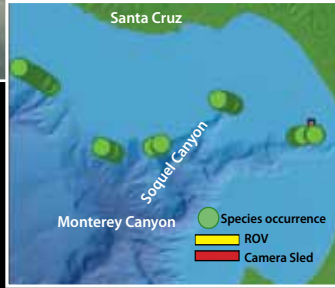 Santa Cruz
Soquel Canyon
Monterey Canyon
Species occurrence
ROV
Camera Sled